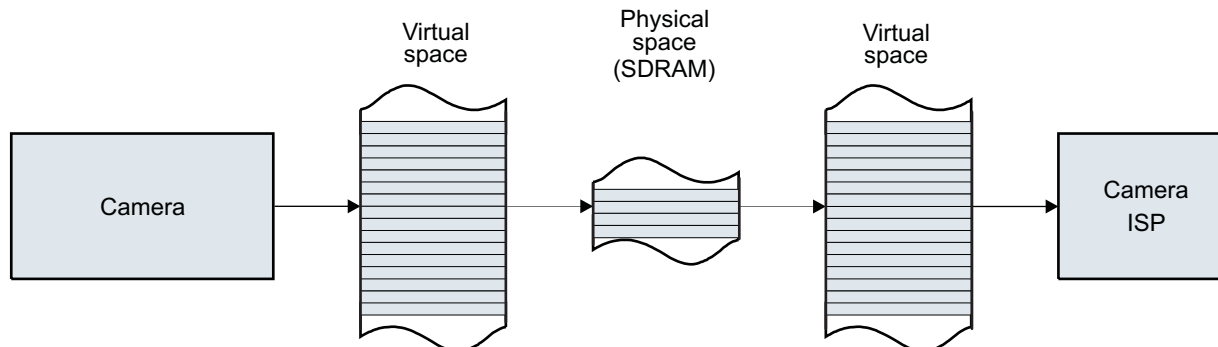 Camera
Virtual
space
Physical
space
(SDRAM)
Virtual
space
Camera
ISP